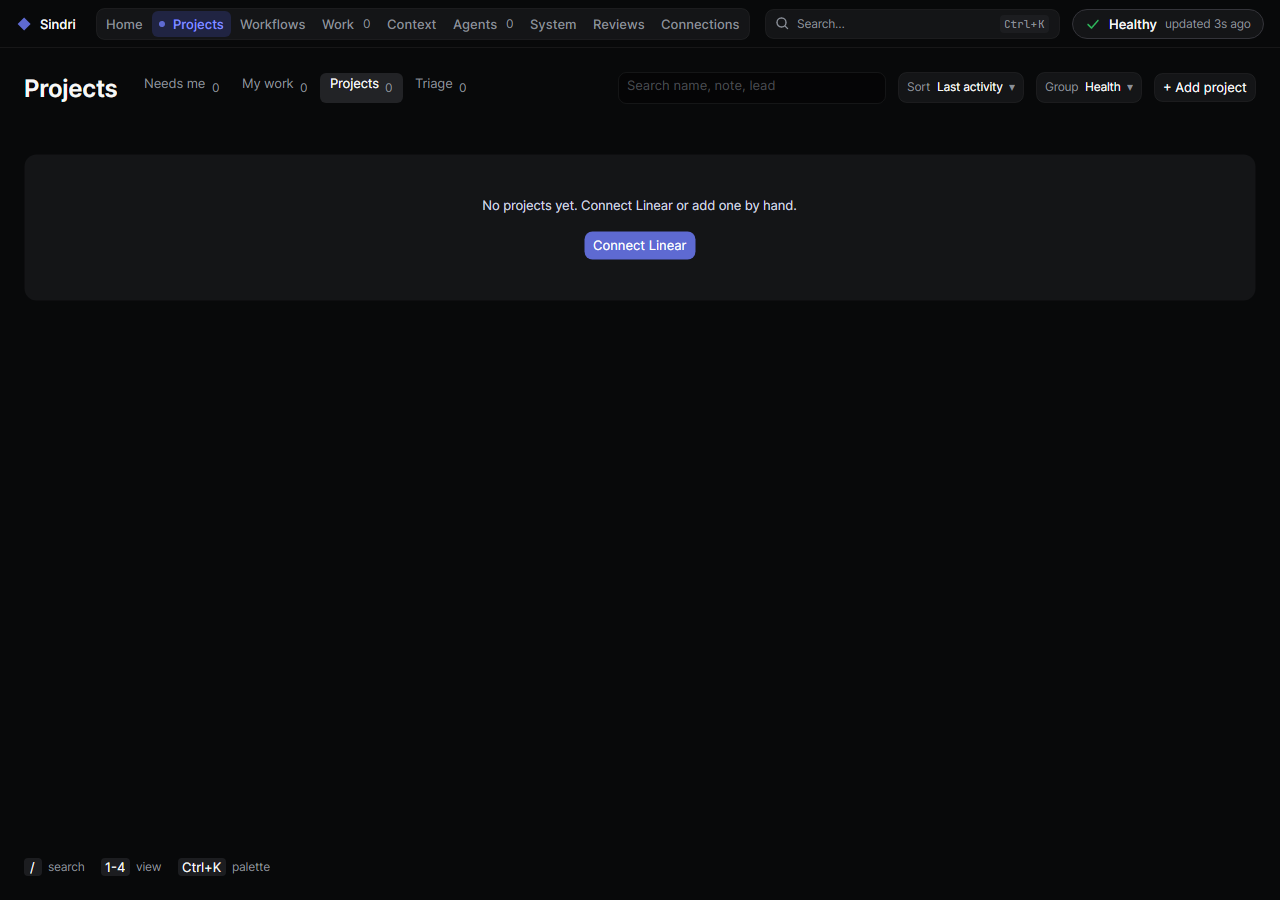 Sindri Home Projects Workflows Work 0 Context Agents 0 System Reviews Connections Search... Ctrl+K Healthy updated 3s ago
Projects Needs me 0 My work 0 Projects 0 Triage 0 Search name, note, lead Sort Last activity ▾ Group Health ▾ + Add project
No projects yet. Connect Linear or add one by hand.
Connect Linear
/ search 1-4 view Ctrl+K palette